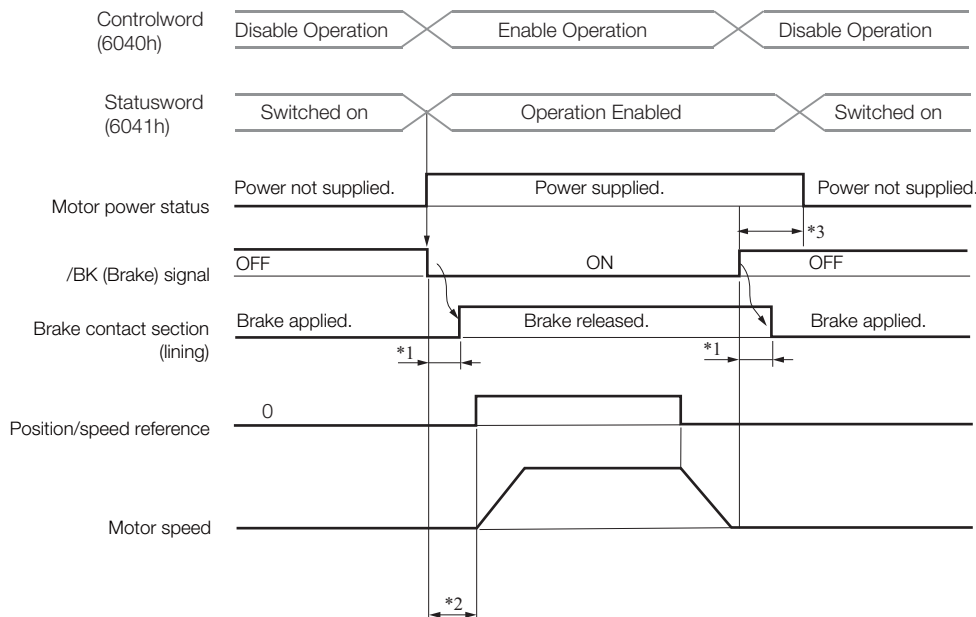 Controlword
(6040h)
Disable Operation
Enable Operation
Disable Operation
Statusword
(6041h)
Switched on
Operation Enabled
Switched on
Motor power status
Power not supplied.
Power supplied.
Power not supplied.
*3
/BK (Brake) signal
OFF
ON
OFF
Brake contact section
(lining)
Brake applied.
Brake released.
Brake applied.
*1
*1
Position/speed reference
0
Motor speed
*2